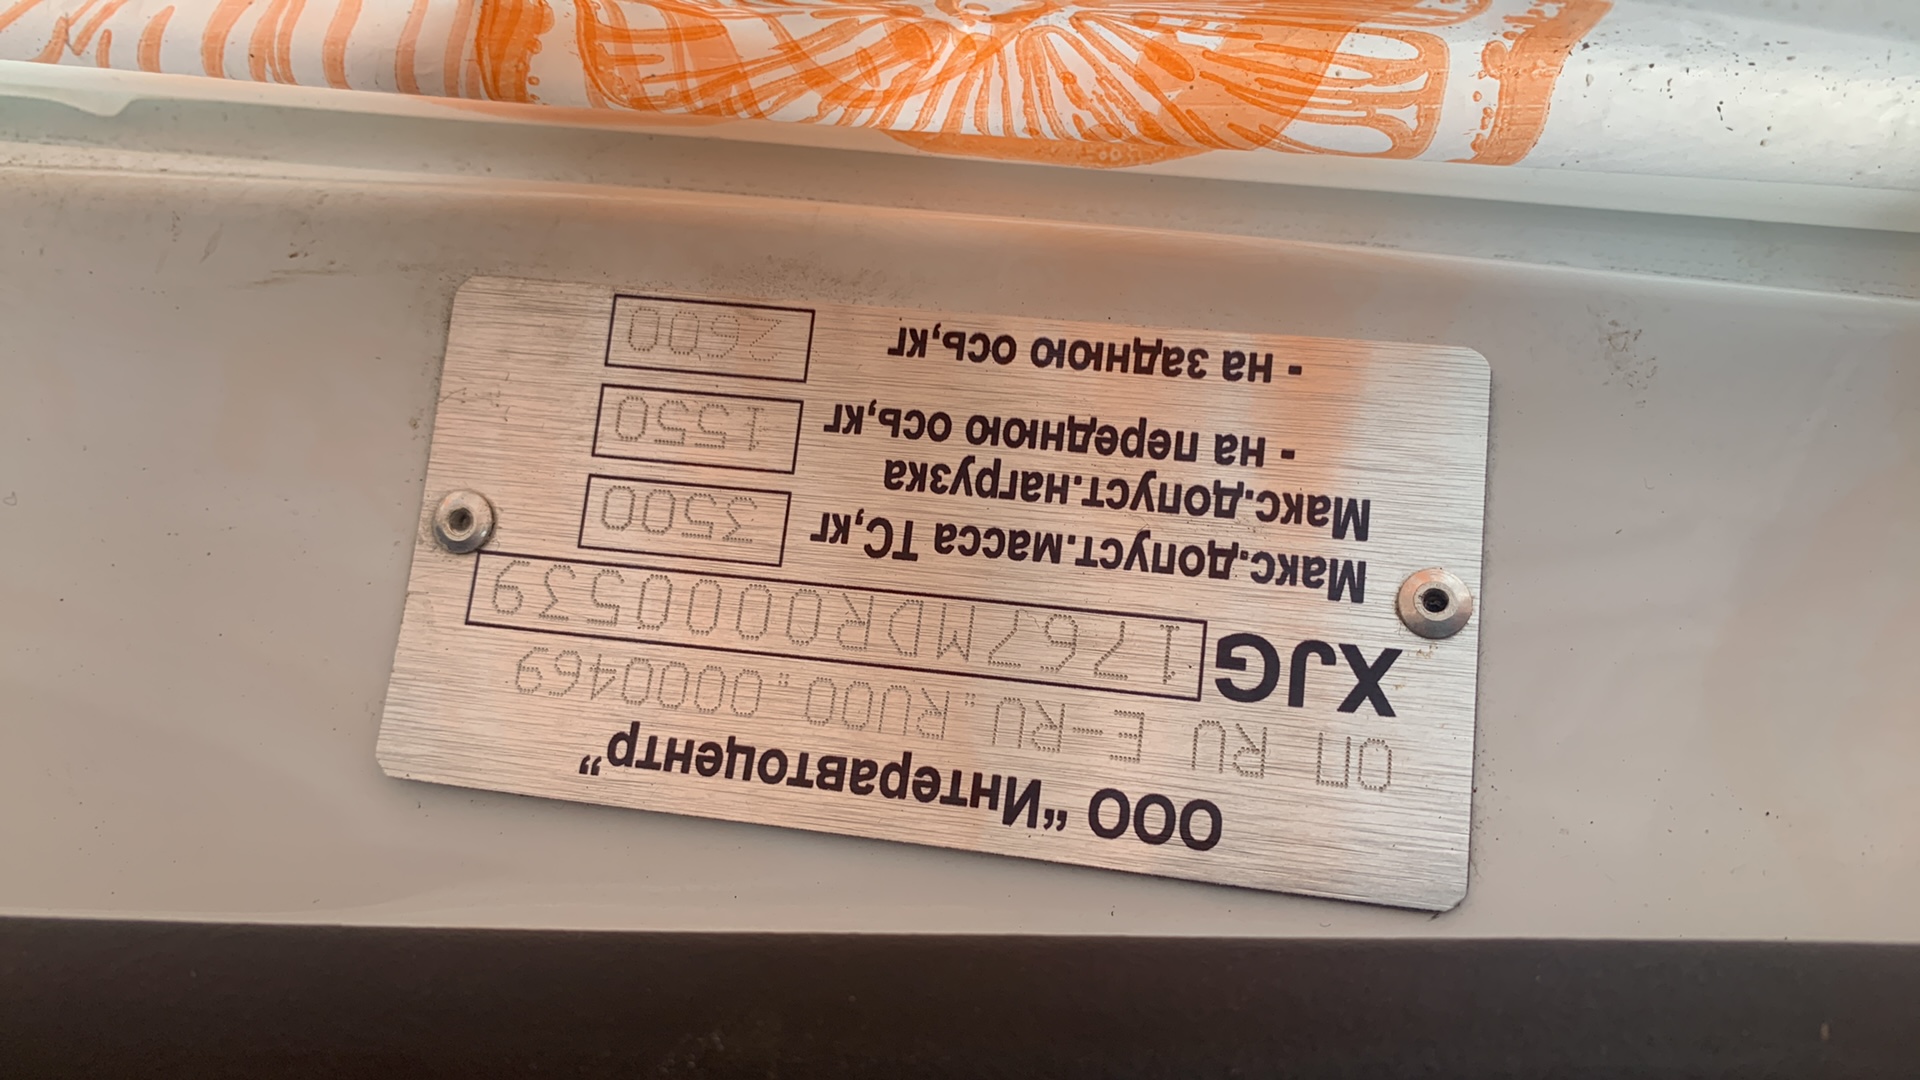 ООО "Интеравтоцентр"
ОП RU E-RU.RU00.0000469
XJG 1767MDR0000539
Макс.допуст.масса ТС,кг 3500
Макс.допуст.нагрузка
- на переднюю ось,кг 1550
- на заднюю ось,кг 2600